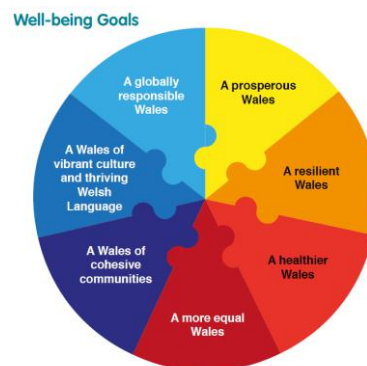 Well-being Goals
A globally
responsible
Wales
A prosperous
Wales
A Wales of
vibrant culture
and thriving
Welsh
Language
A resilient
Wales
A Wales of
cohesive
communities
A healthier
Wales
A more equal
Wales